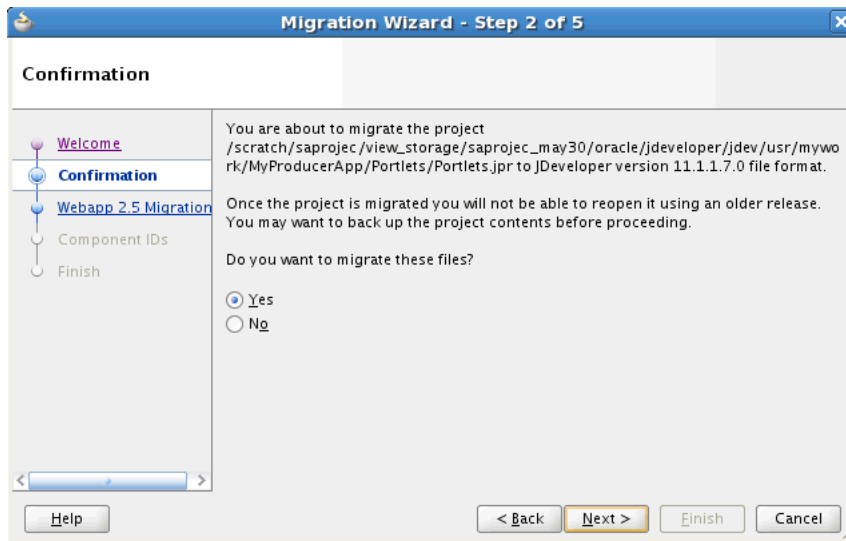 Migration Wizard - Step 2 of 5
Confirmation
Welcome
Confirmation
Webapp 2.5 Migration
Component IDs
Finish
You are about to migrate the project
/scratch/saprojec/view_storage/saprojec_may30/oracle/jdeveloper/jdev/usr/mywo
rk/MyProducerApp/Portlets/Portlets.jpr to JDeveloper version 11.1.1.7.0 file format.
Once the project is migrated you will not be able to reopen it using an older release.
You may want to back up the project contents before proceeding.
Do you want to migrate these files?
Yes
No
Help
< Back
Next >
Finish
Cancel